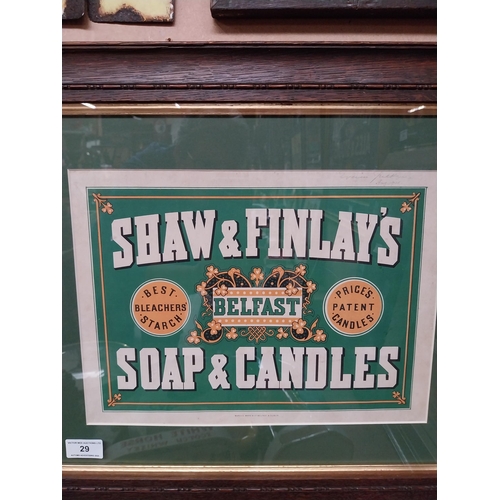 SHAW & FINLAY'S
·BEST·
BLEACHERS'
STARCH
BELFAST
·PRICE'S·
PATENT
CANDLES
SOAP & CANDLES
29